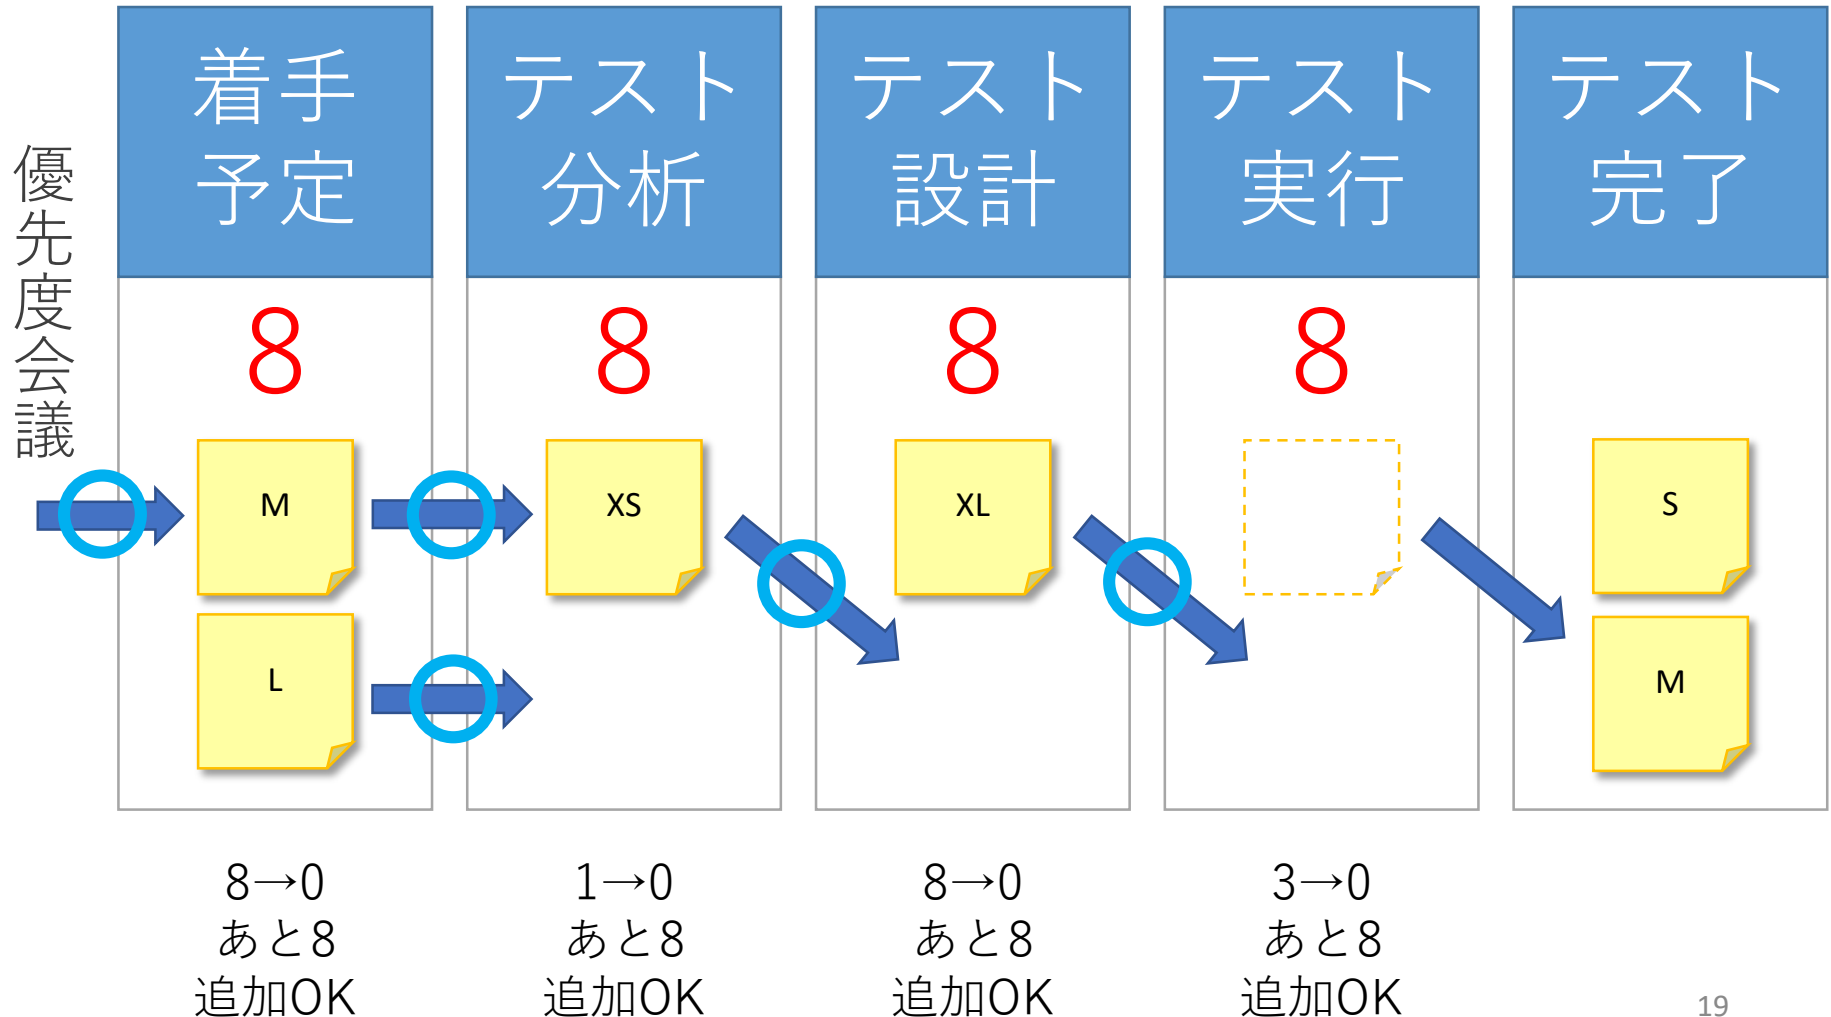 優先度会議
着手
予定
テスト
分析
テスト
設計
テスト
実行
テスト
完了
8
8
8
8
M
XS
XL
S
L
M
8→0
あと8
追加OK
1→0
あと8
追加OK
8→0
あと8
追加OK
3→0
あと8
追加OK
19